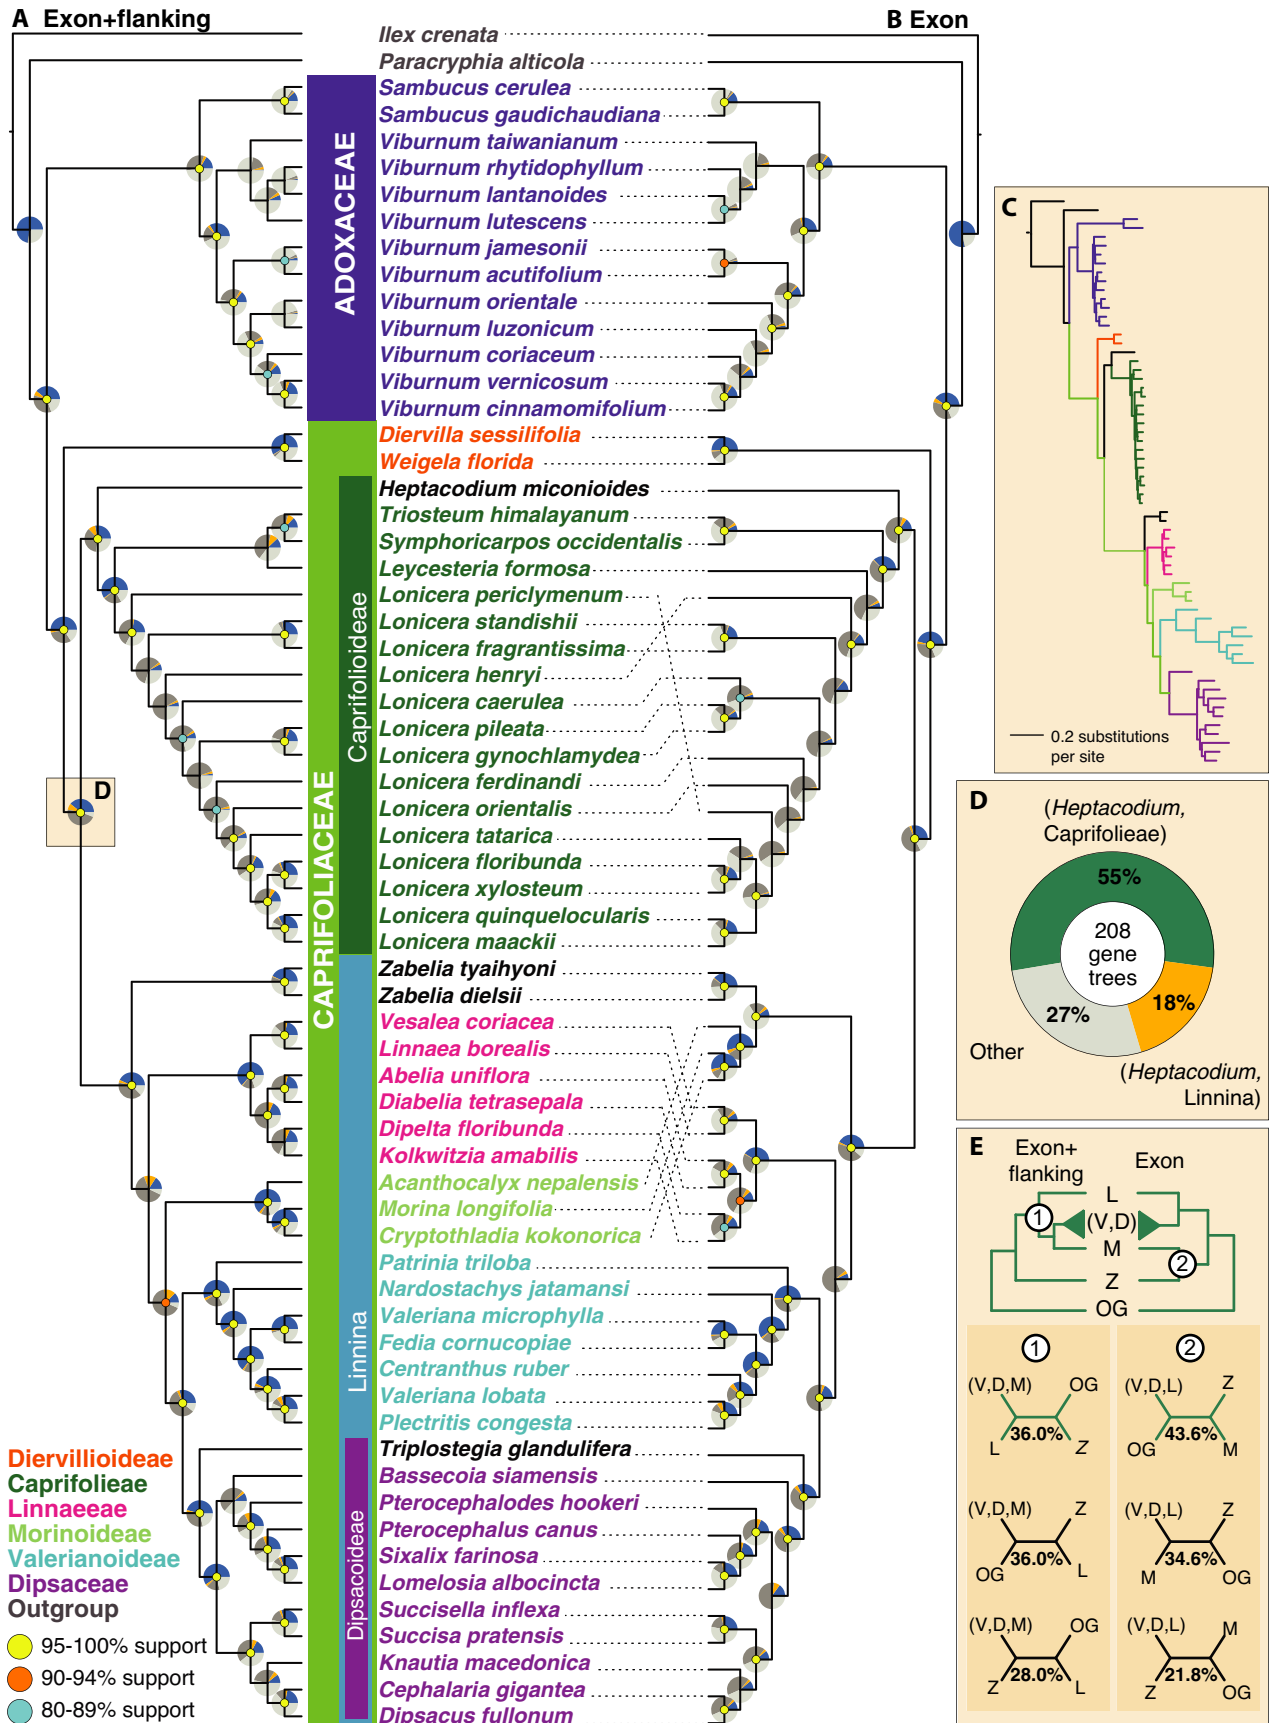 A Exon+flanking
B Exon
Ilex crenata
Paracryphia alticola
Sambucus cerulea
Sambucus gaudichaudiana
Viburnum taiwanianum
Viburnum rhytidophyllum
Viburnum lantanoides
Viburnum lutescens
Viburnum jamesonii
Viburnum acutifolium
Viburnum orientale
Viburnum luzonicum
Viburnum coriaceum
Viburnum vernicosum
Viburnum cinnamomifolium
Diervilla sessilifolia
Weigela florida
Heptacodium miconioides
Triosteum himalayanum
Symphoricarpos occidentalis
Leycesteria formosa
Lonicera periclymenum
Lonicera standishii
Lonicera fragrantissima
Lonicera henryi
Lonicera caerulea
Lonicera pileata
Lonicera gynochlamydea
Lonicera ferdinandi
Lonicera orientalis
Lonicera tatarica
Lonicera floribunda
Lonicera xylosteum
Lonicera quinquelocularis
Lonicera maackii
Zabelia tyaihyoni
Zabelia dielsii
Vesalea coriacea
Linnaea borealis
Abelia uniflora
Diabelia tetrasepala
Dipelta floribunda
Kolkwitzia amabilis
Acanthocalyx nepalensis
Morina longifolia
Cryptothladia kokonorica
Patrinia triloba
Nardostachys jatamansi
Valeriana microphylla
Fedia cornucopiae
Centranthus ruber
Valeriana lobata
Plectritis congesta
Triplostegia glandulifera
Bassecoia siamensis
Pterocephalodes hookeri
Pterocephalus canus
Sixalix farinosa
Lomelosia albocincta
Succisella inflexa
Succisa pratensis
Knautia macedonica
Cephalaria gigantea
Dipsacus fullonum
ADOXACEAE
CAPRIFOLIACEAE
Caprifolioideae
Linnina
Dipsacoideae
D
Diervillioideae
Caprifolieae
Linnaeeae
Morinoideae
Valerianoideae
Dipsaceae
Outgroup
95-100% support
90-94% support
80-89% support
C
0.2 substitutions
per site
D
(Heptacodium,
Caprifolieae)
55%
208
gene
trees
27%
18%
Other
(Heptacodium,
Linnina)
E
Exon+
flanking
Exon
L
1
(V,D)
M
2
Z
OG
1
2
(V,D,M)
OG
36.0%
L
Z
(V,D,L)
Z
43.6%
OG
M
(V,D,M)
Z
36.0%
OG
L
(V,D,L)
Z
34.6%
M
OG
(V,D,M)
OG
28.0%
Z
L
(V,D,L)
M
21.8%
Z
OG